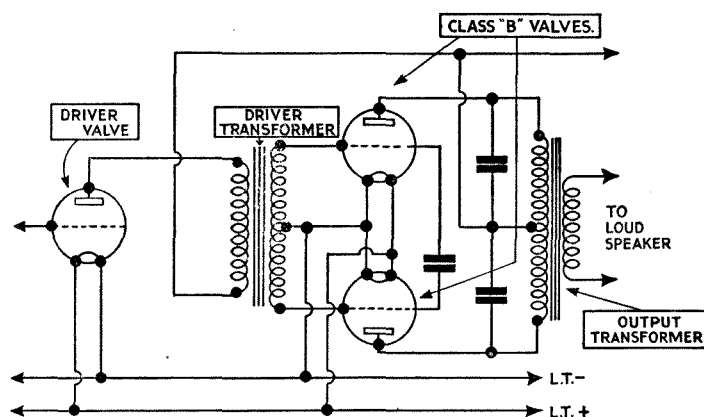 CLASS "B" VALVES.
DRIVER
VALVE
DRIVER
TRANSFORMER
TO
LOUD
SPEAKER
OUTPUT
TRANSFORMER
L.T.-
L.T.+